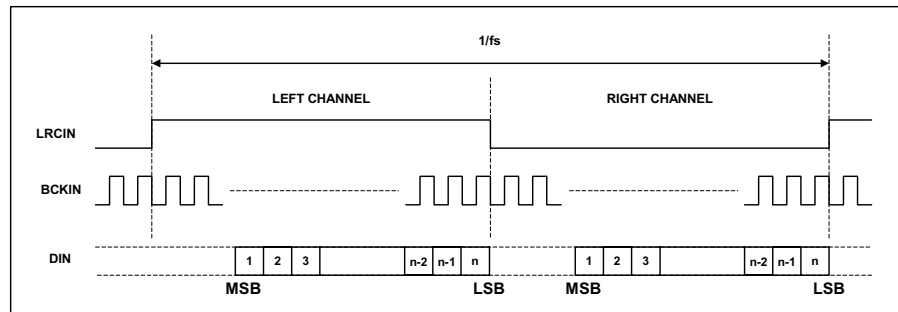 1/fs
LEFT CHANNEL RIGHT CHANNEL
LRCIN
BCKIN
DIN 1 2 3 n-2 n-1 n 1 2 3 n-2 n-1 n
MSB LSB MSB LSB